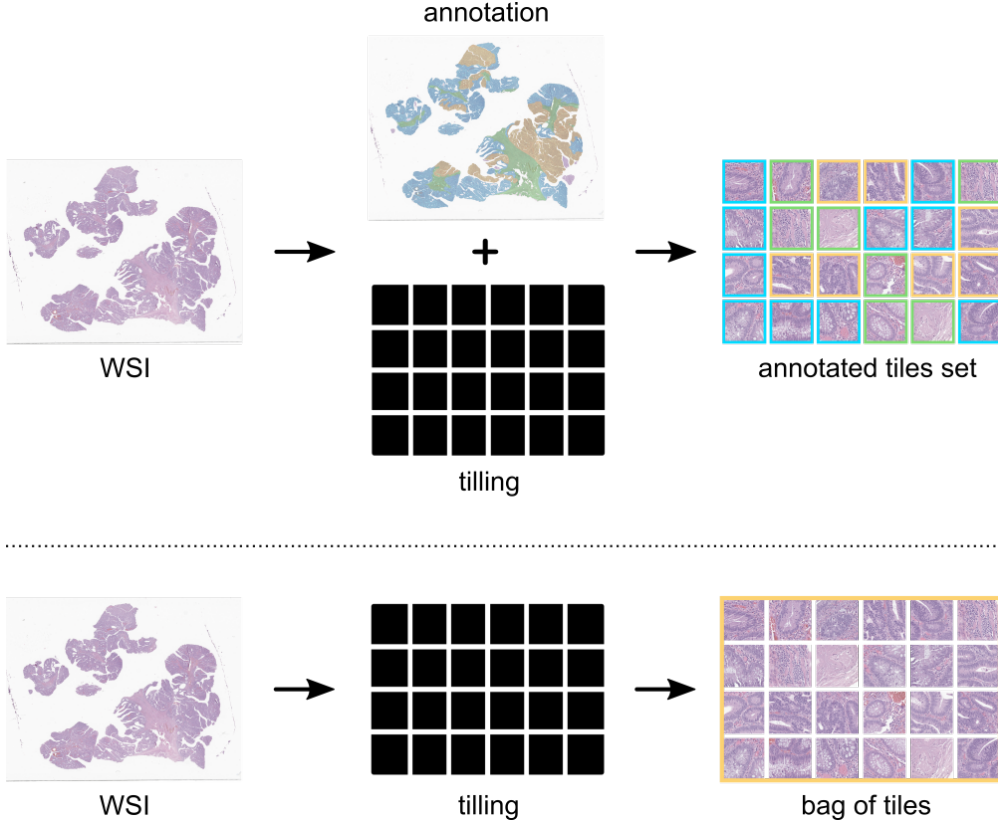 annotation
WSI
annotated tiles set
tilling
WSI
tilling
bag of tiles